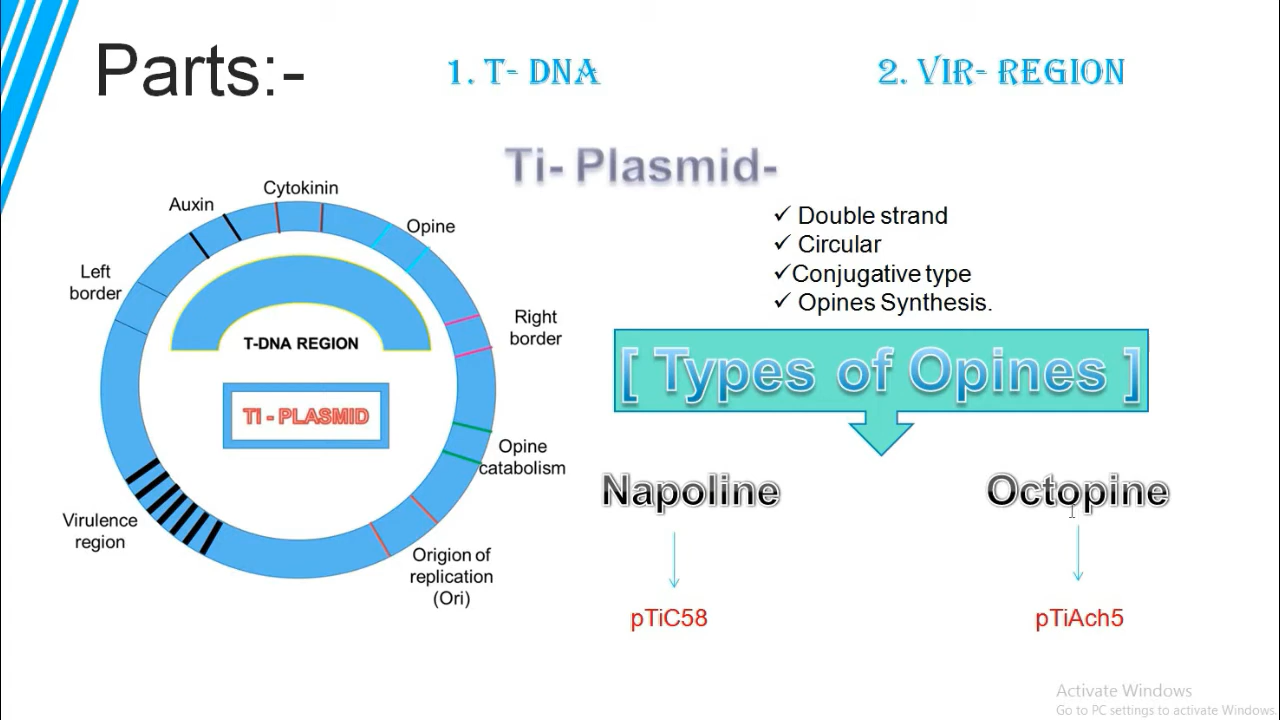 Parts:-
1. T- DNA
2. VIR- REGION
Ti- Plasmid-
Cytokinin
Auxin
Opine
Left
border
Right
border
T-DNA REGION
TI - PLASMID
Opine
catabolism
Virulence
region
Origion of
replication
(Ori)
✓ Double strand
✓ Circular
✓Conjugative type
✓ Opines Synthesis.
[ Types of Opines ]
Napoline
Octopine
pTiC58
pTiAch5
Activate Windows
Go to PC settings to activate Windows.